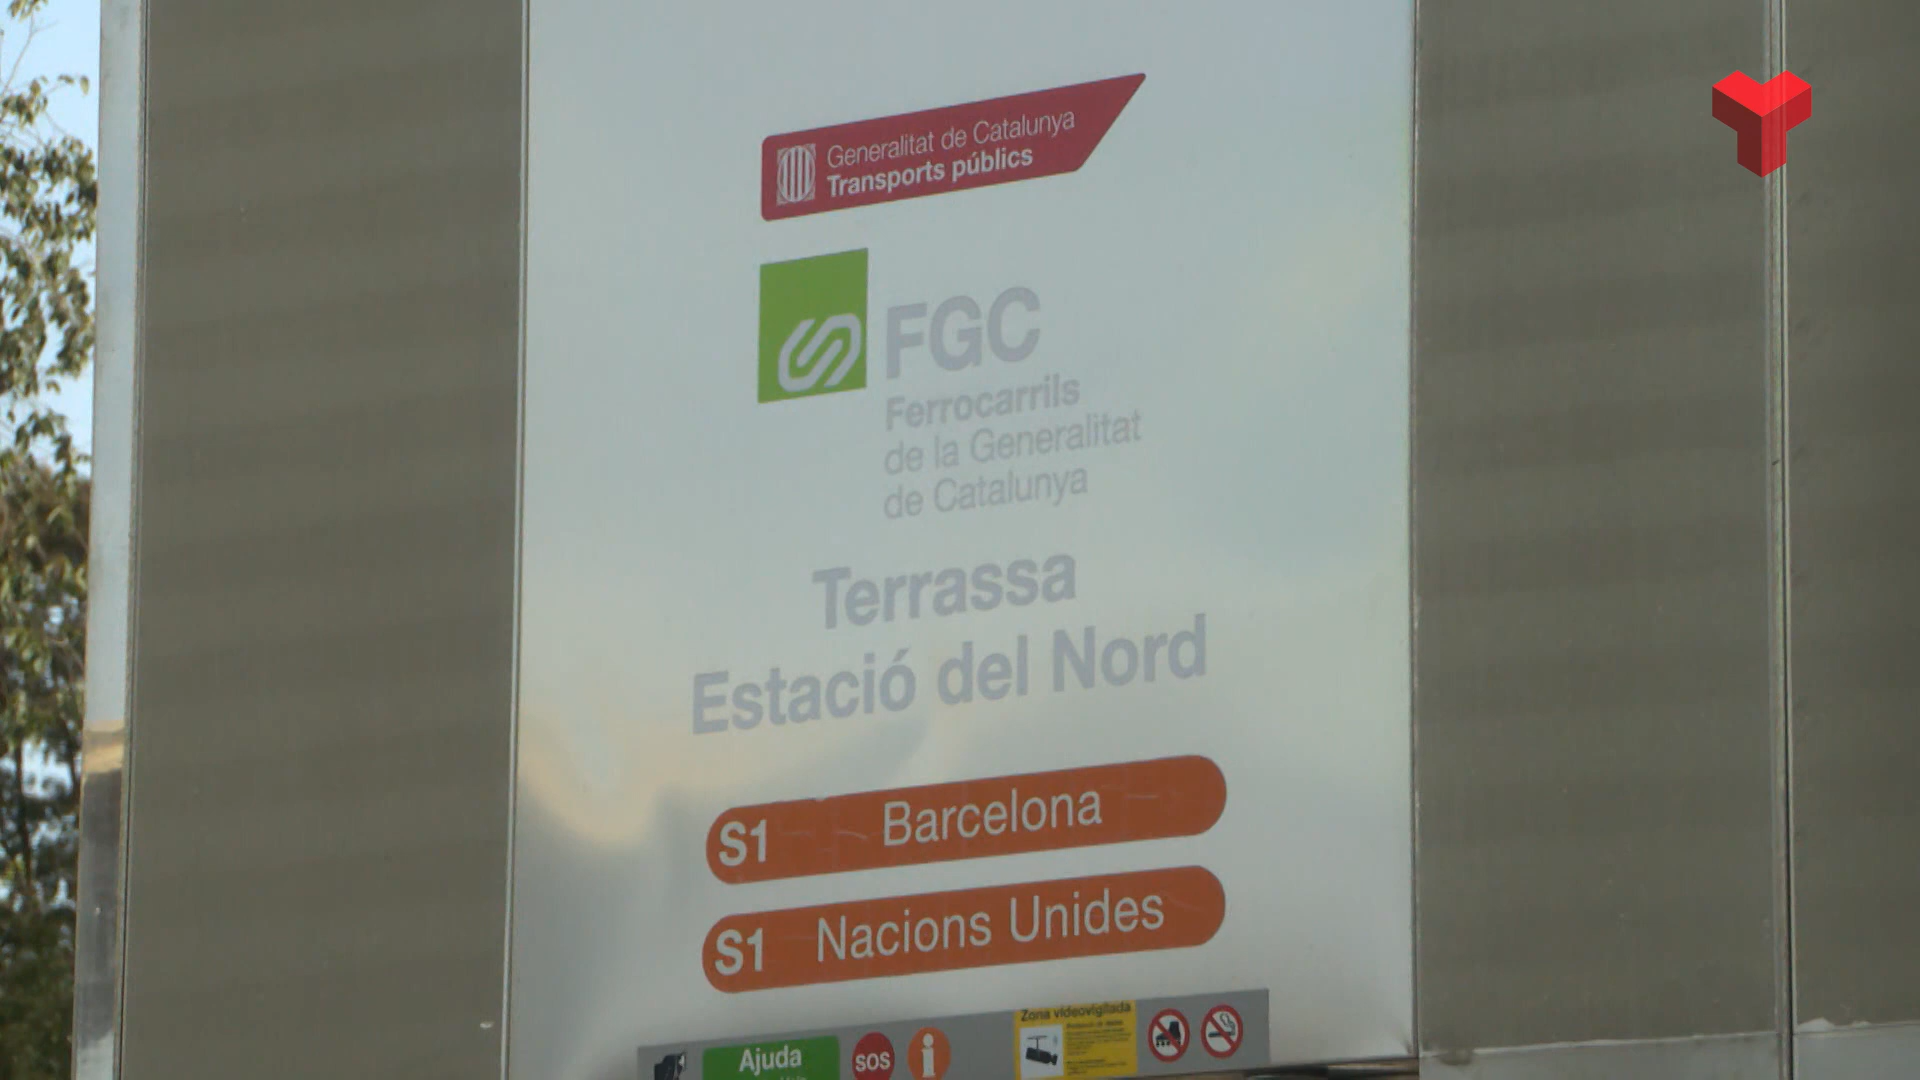 Generalitat de Catalunya
Transports públics
FGC
Ferrocarrils
de la Generalitat
de Catalunya
Terrassa
Estació del Nord
S1 Barcelona
S1 Nacions Unides
Zona videovigilada
Ajuda
SOS
i